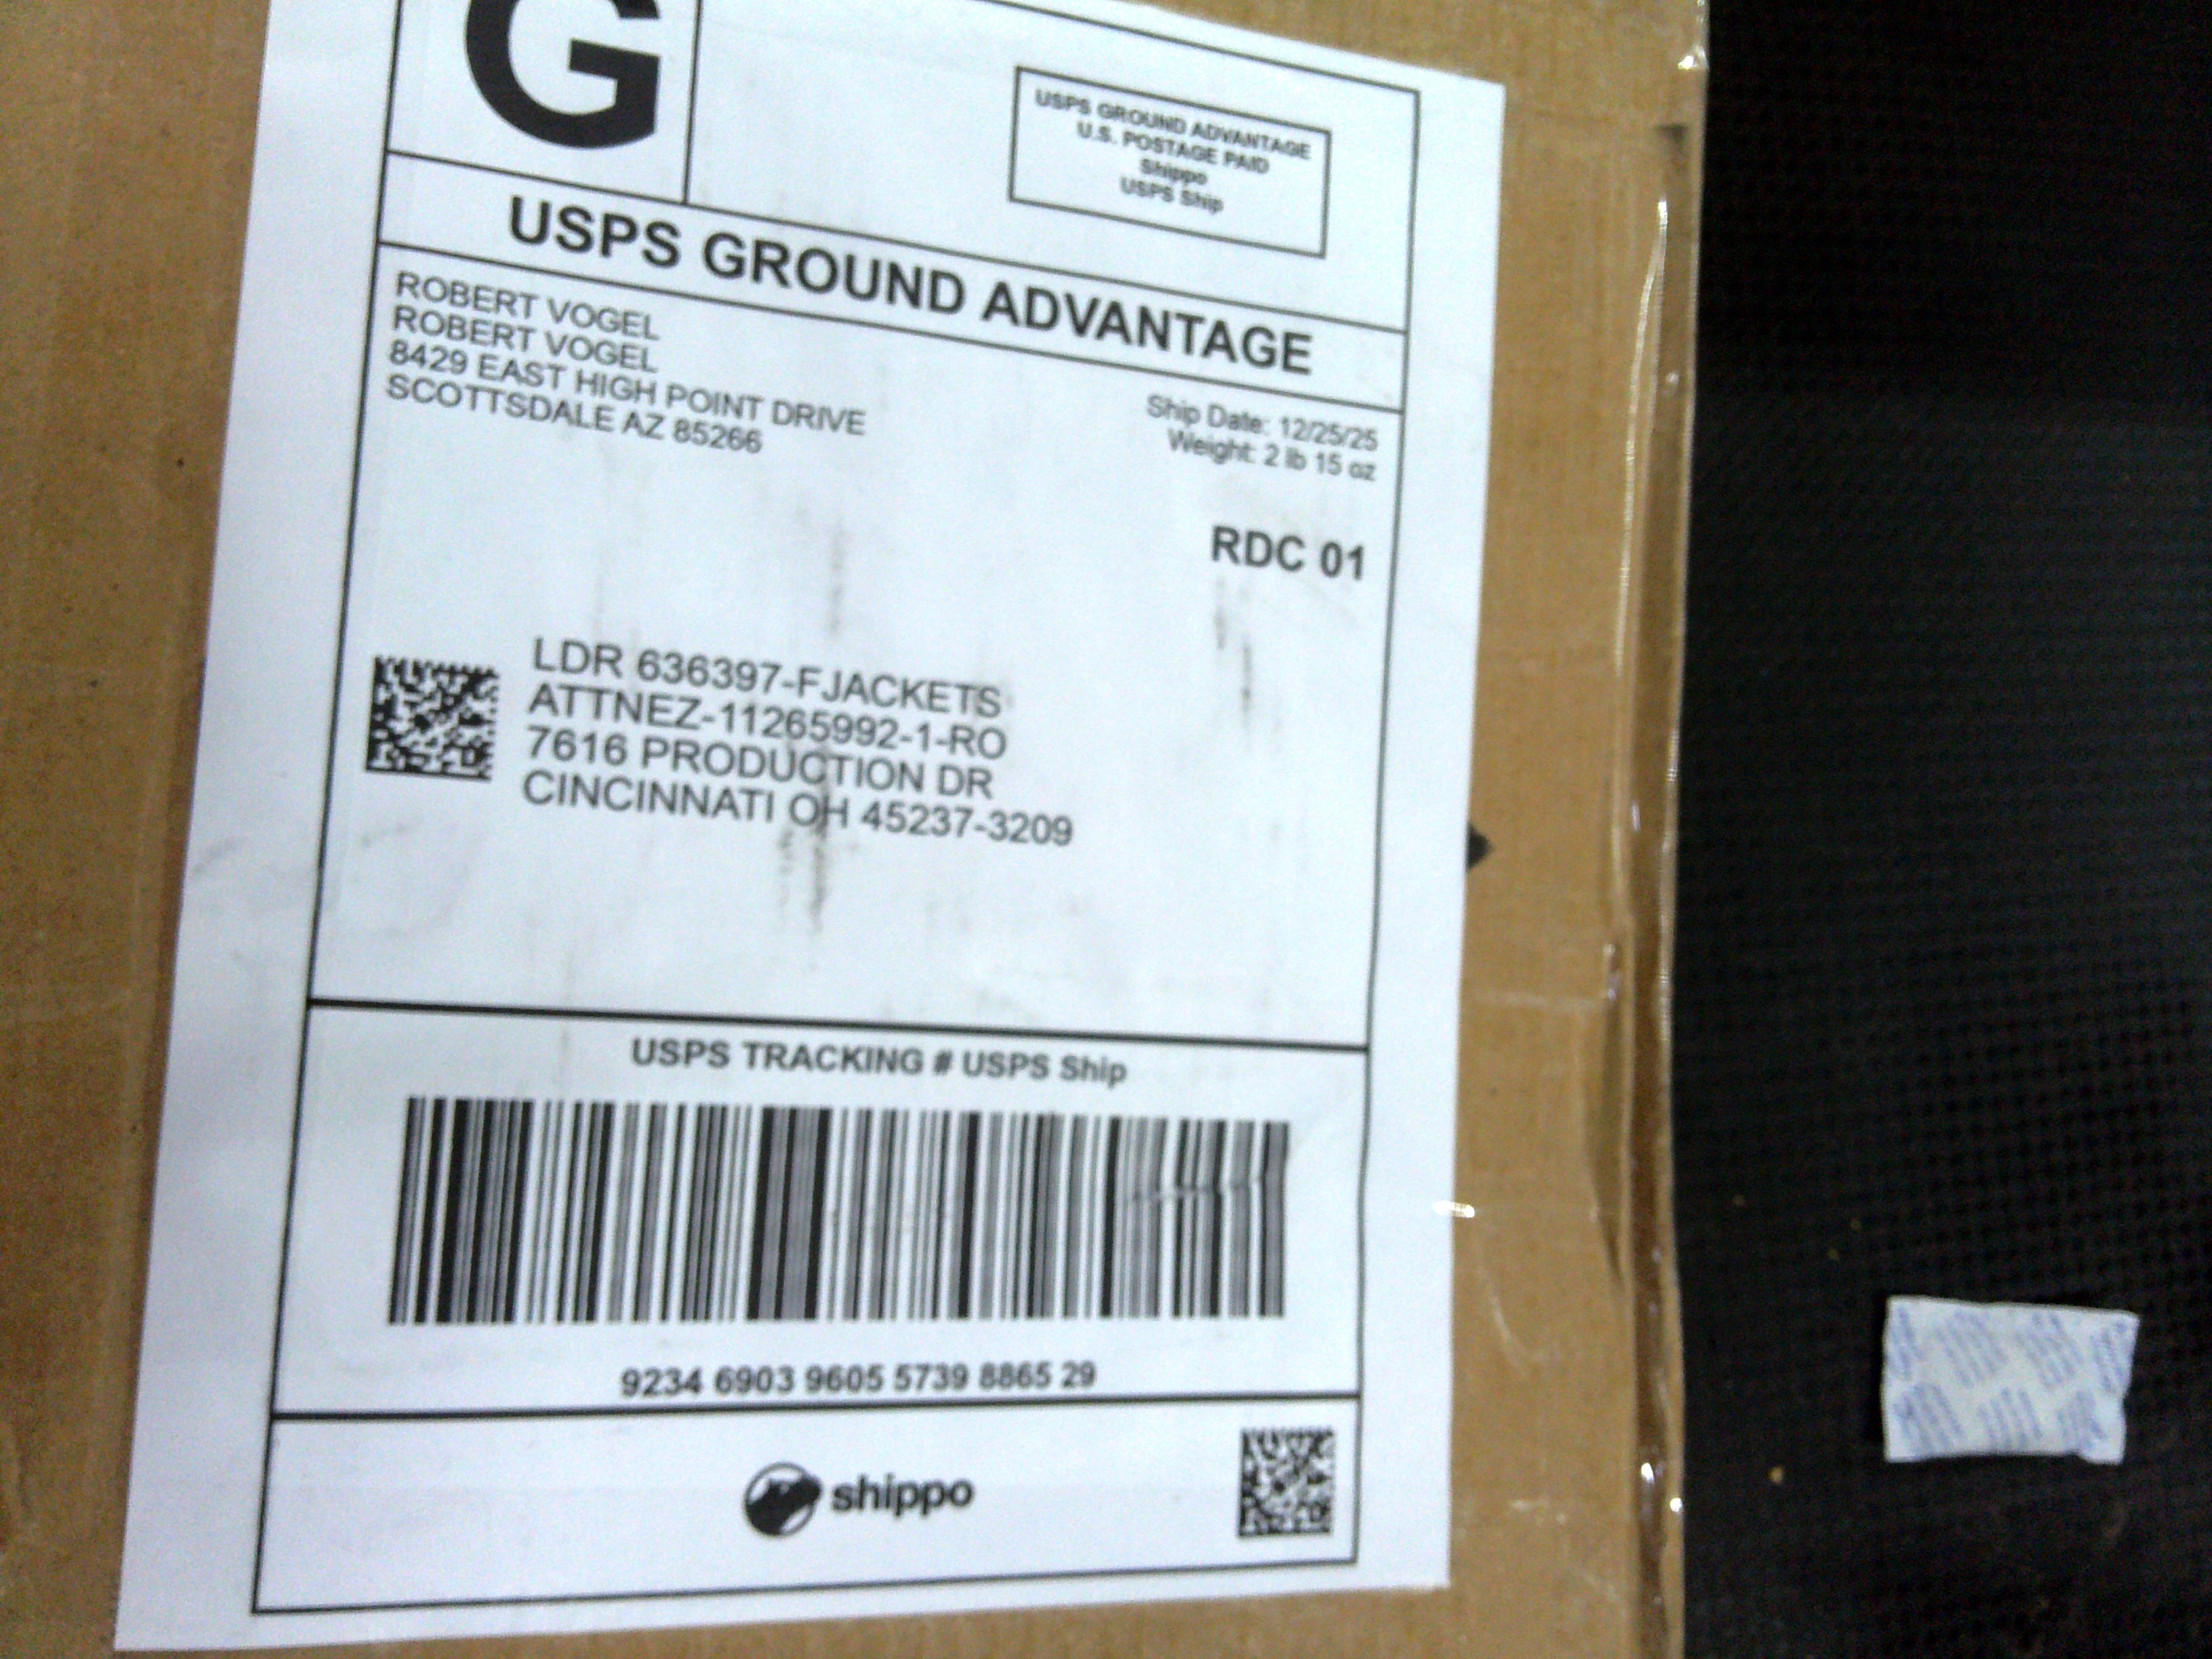 G
USPS GROUND ADVANTAGE
U.S. POSTAGE PAID
Shippo
USPS Ship
USPS GROUND ADVANTAGE
ROBERT VOGEL
ROBERT VOGEL
8429 EAST HIGH POINT DRIVE
SCOTTSDALE AZ 85266
Ship Date: 12/25/25
Weight: 2 lb 15 oz
RDC 01
LDR 636397-FJACKETS
ATTNEZ-11265992-1-RO
7616 PRODUCTION DR
CINCINNATI OH 45237-3209
USPS TRACKING # USPS Ship
9234 6903 9605 5739 8865 29
shippo